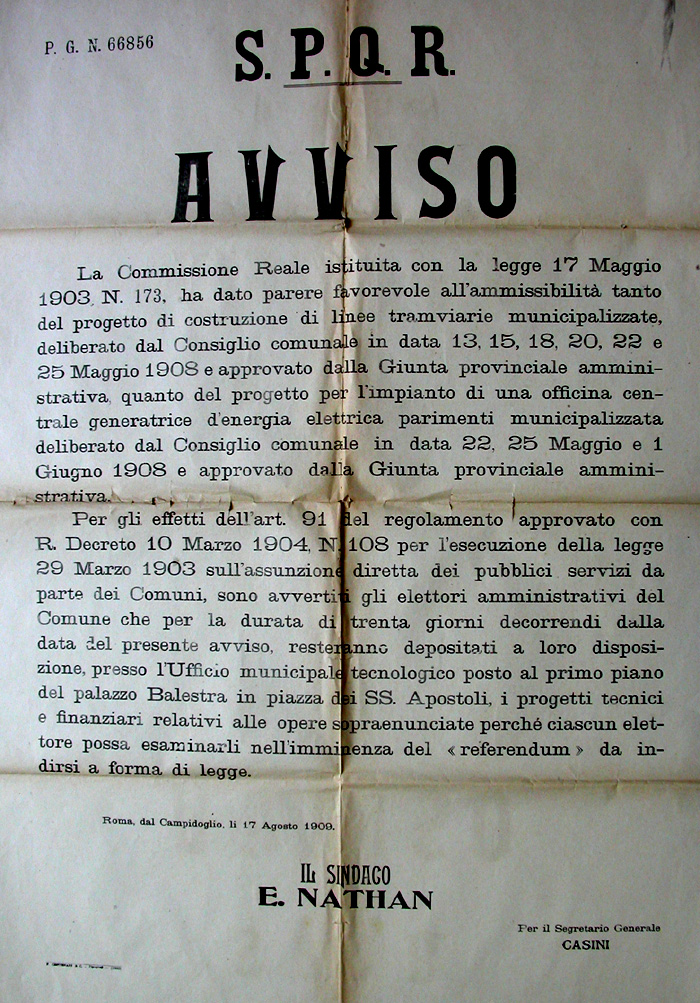 P. G. N. 66856
S. P. Q. R.
AVVISO
La Commissione Reale istituita con la legge 17 Maggio
1903, N. 173, ha dato parere favorevole all'ammissibilità tanto
del progetto di costruzione di linee tramviarie municipalizzate,
deliberato dal Consiglio comunale in data 13, 15, 18, 20, 22 e
25 Maggio 1908 e approvato dalla Giunta provinciale ammini-
strativa, quanto del progetto per l'impianto di una officina cen-
trale generatrice d'energia elettrica parimenti municipalizzata
deliberato dal Consiglio comunale in data 22, 25 Maggio e 1
Giugno 1908 e approvato dalla Giunta provinciale ammini-
strativa.
Per gli effetti dell'art. 91 del regolamento approvato con
R. Decreto 10 Marzo 1904, N. 108 per l'esecuzione della legge
29 Marzo 1903 sull'assunzione diretta dei pubblici servizi da
parte dei Comuni, sono avvertiti gli elettori amministrativi del
Comune che per la durata di trenta giorni decorrendi dalla
data del presente avviso, resteranno depositati a loro disposi-
zione, presso l'Ufficio municipale tecnologico posto al primo piano
del palazzo Balestra in piazza dei SS. Apostoli, i progetti tecnici
e finanziari relativi alle opere sopraenunciate perché ciascun elet-
tore possa esaminarli nell'imminenza del « referendum » da in-
dirsi a forma di legge.
Roma, dal Campidoglio, li 17 Agosto 1909.
IL SINDACO
E. NATHAN
Per il Segretario Generale
CASINI